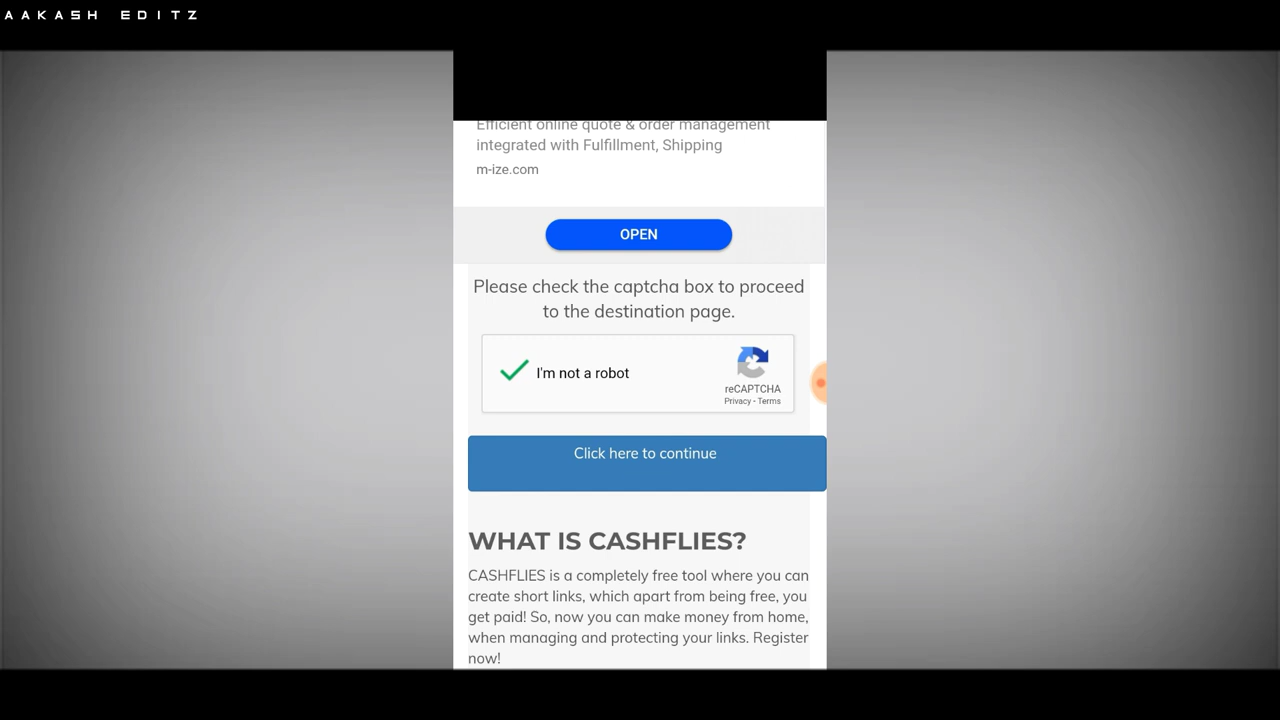 AAKASH EDITZ
Efficient online quote & order management
integrated with Fulfillment, Shipping
m-ize.com
OPEN
Please check the captcha box to proceed
to the destination page.
I'm not a robot
reCAPTCHA
Privacy - Terms
Click here to continue
WHAT IS CASHFLIES?
CASHFLIES is a completely free tool where you can
create short links, which apart from being free, you
get paid! So, now you can make money from home,
when managing and protecting your links. Register
now!